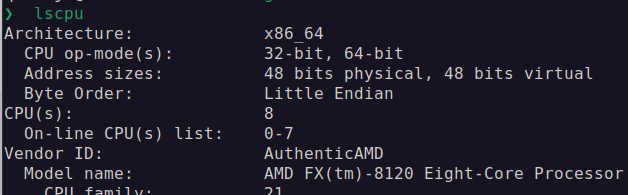 ❯ lscpu
Architecture: x86_64
CPU op-mode(s): 32-bit, 64-bit
Address sizes: 48 bits physical, 48 bits virtual
Byte Order: Little Endian
CPU(s): 8
On-line CPU(s) list: 0-7
Vendor ID: AuthenticAMD
Model name: AMD FX(tm)-8120 Eight-Core Processor
CPU family: 21